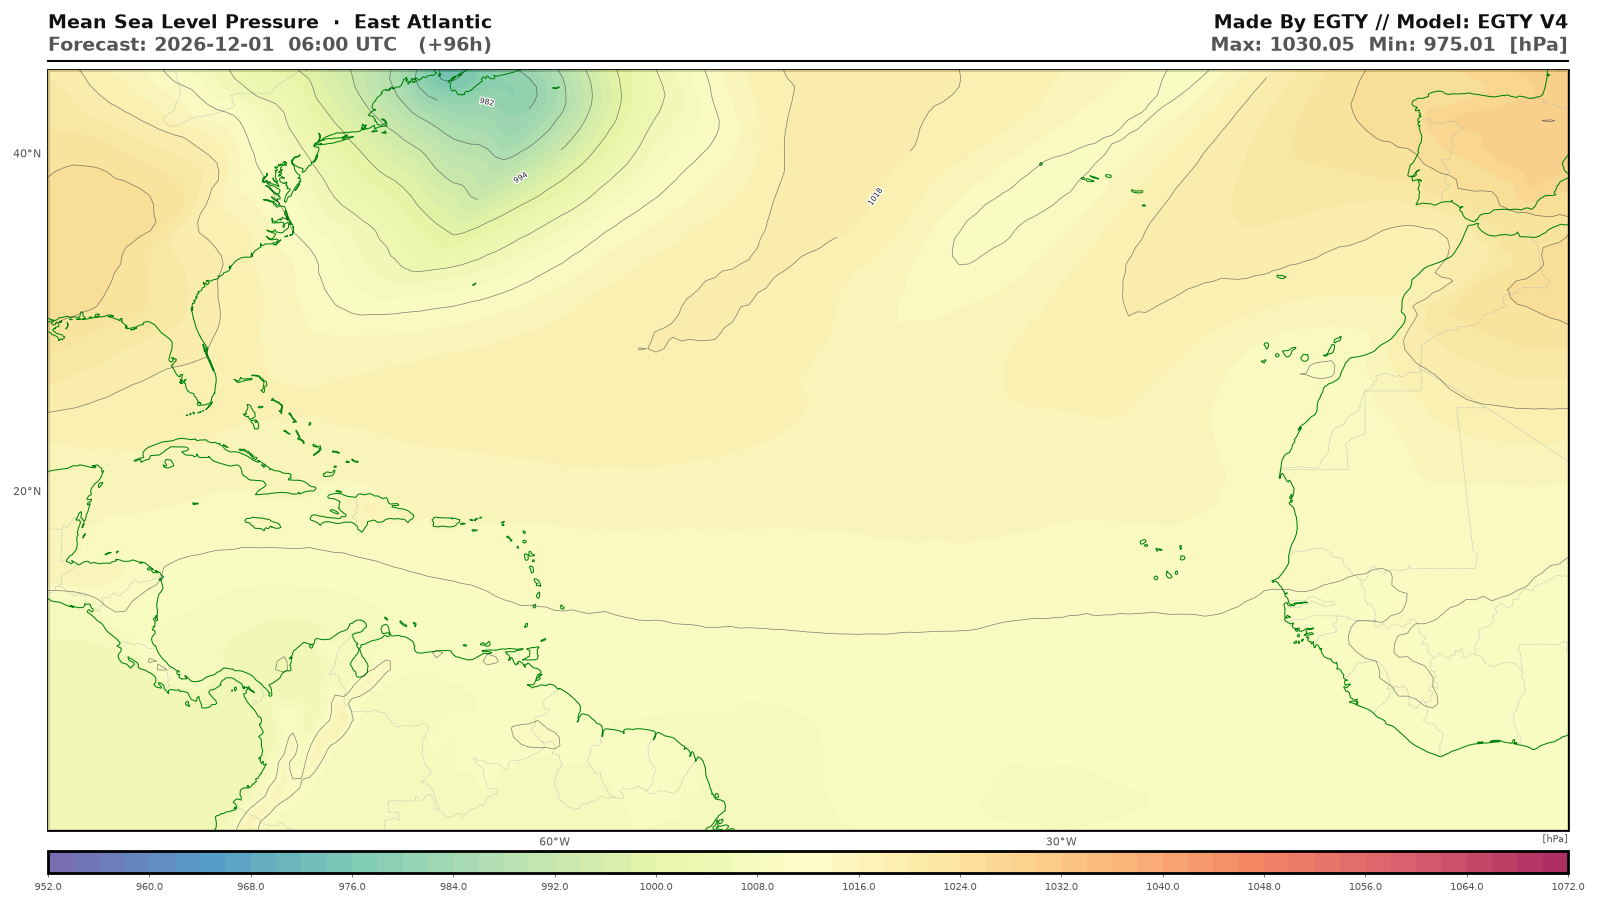 Mean Sea Level Pressure · East Atlantic
Made By EGTY // Model: EGTY V4
Forecast: 2026-12-01 06:00 UTC (+96h)
Max: 1030.05 Min: 975.01 [hPa]
982
40°N
994
1018
20°N
60°W
30°W
[hPa]
952.0 960.0 968.0 976.0 984.0 992.0 1000.0 1008.0 1016.0 1024.0 1032.0 1040.0 1048.0 1056.0 1064.0 1072.0